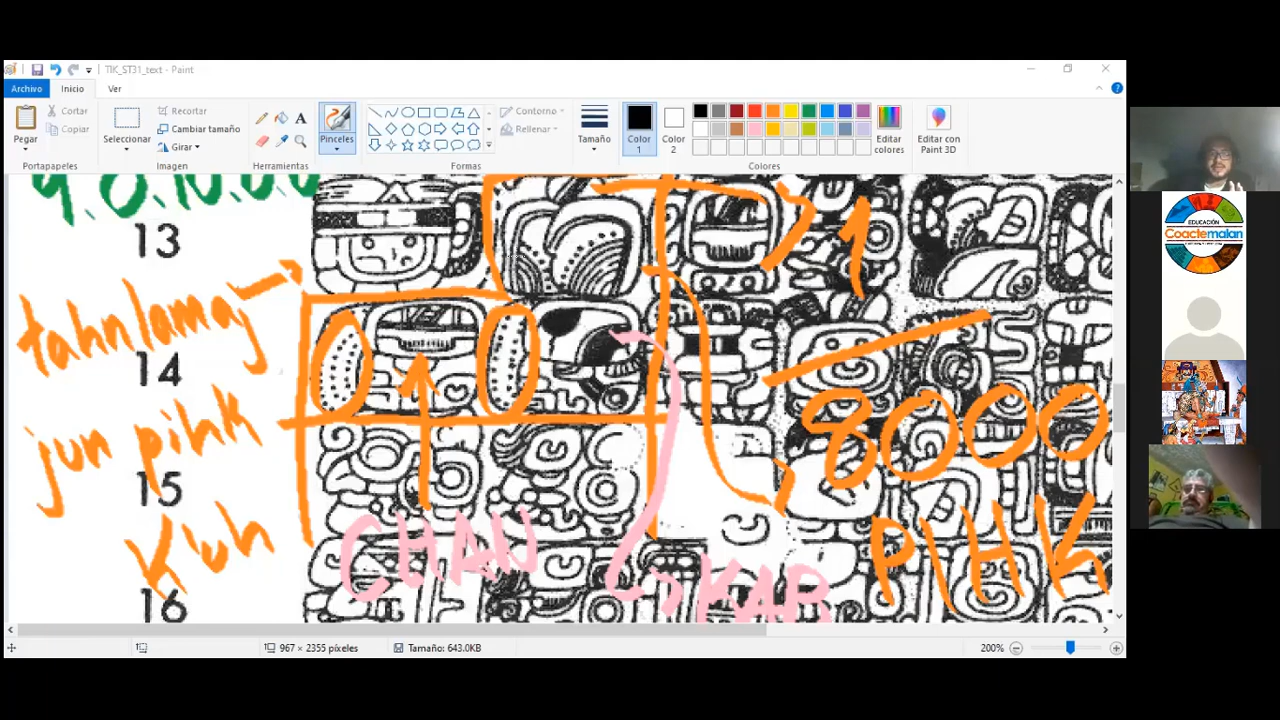 TIK_ST31_text - Paint
Archivo Inicio Ver
Pegar
Cortar
Copiar
Portapapeles
Seleccionar
Recortar
Cambiar tamaño
Girar
Imagen
A
Herramientas
Pinceles
Contorno
Rellenar
Formas
Tamaño
Color 1
Color 2
Editar colores
Colores
Editar con Paint 3D
13
1
tahnlamaj
14
8000
jun pihk
15
CHAN
PIHK
K'uh
KAB
16
967 × 2355 píxeles
Tamaño: 643.0KB
200%
EDUCACIÓN
Coactemalan